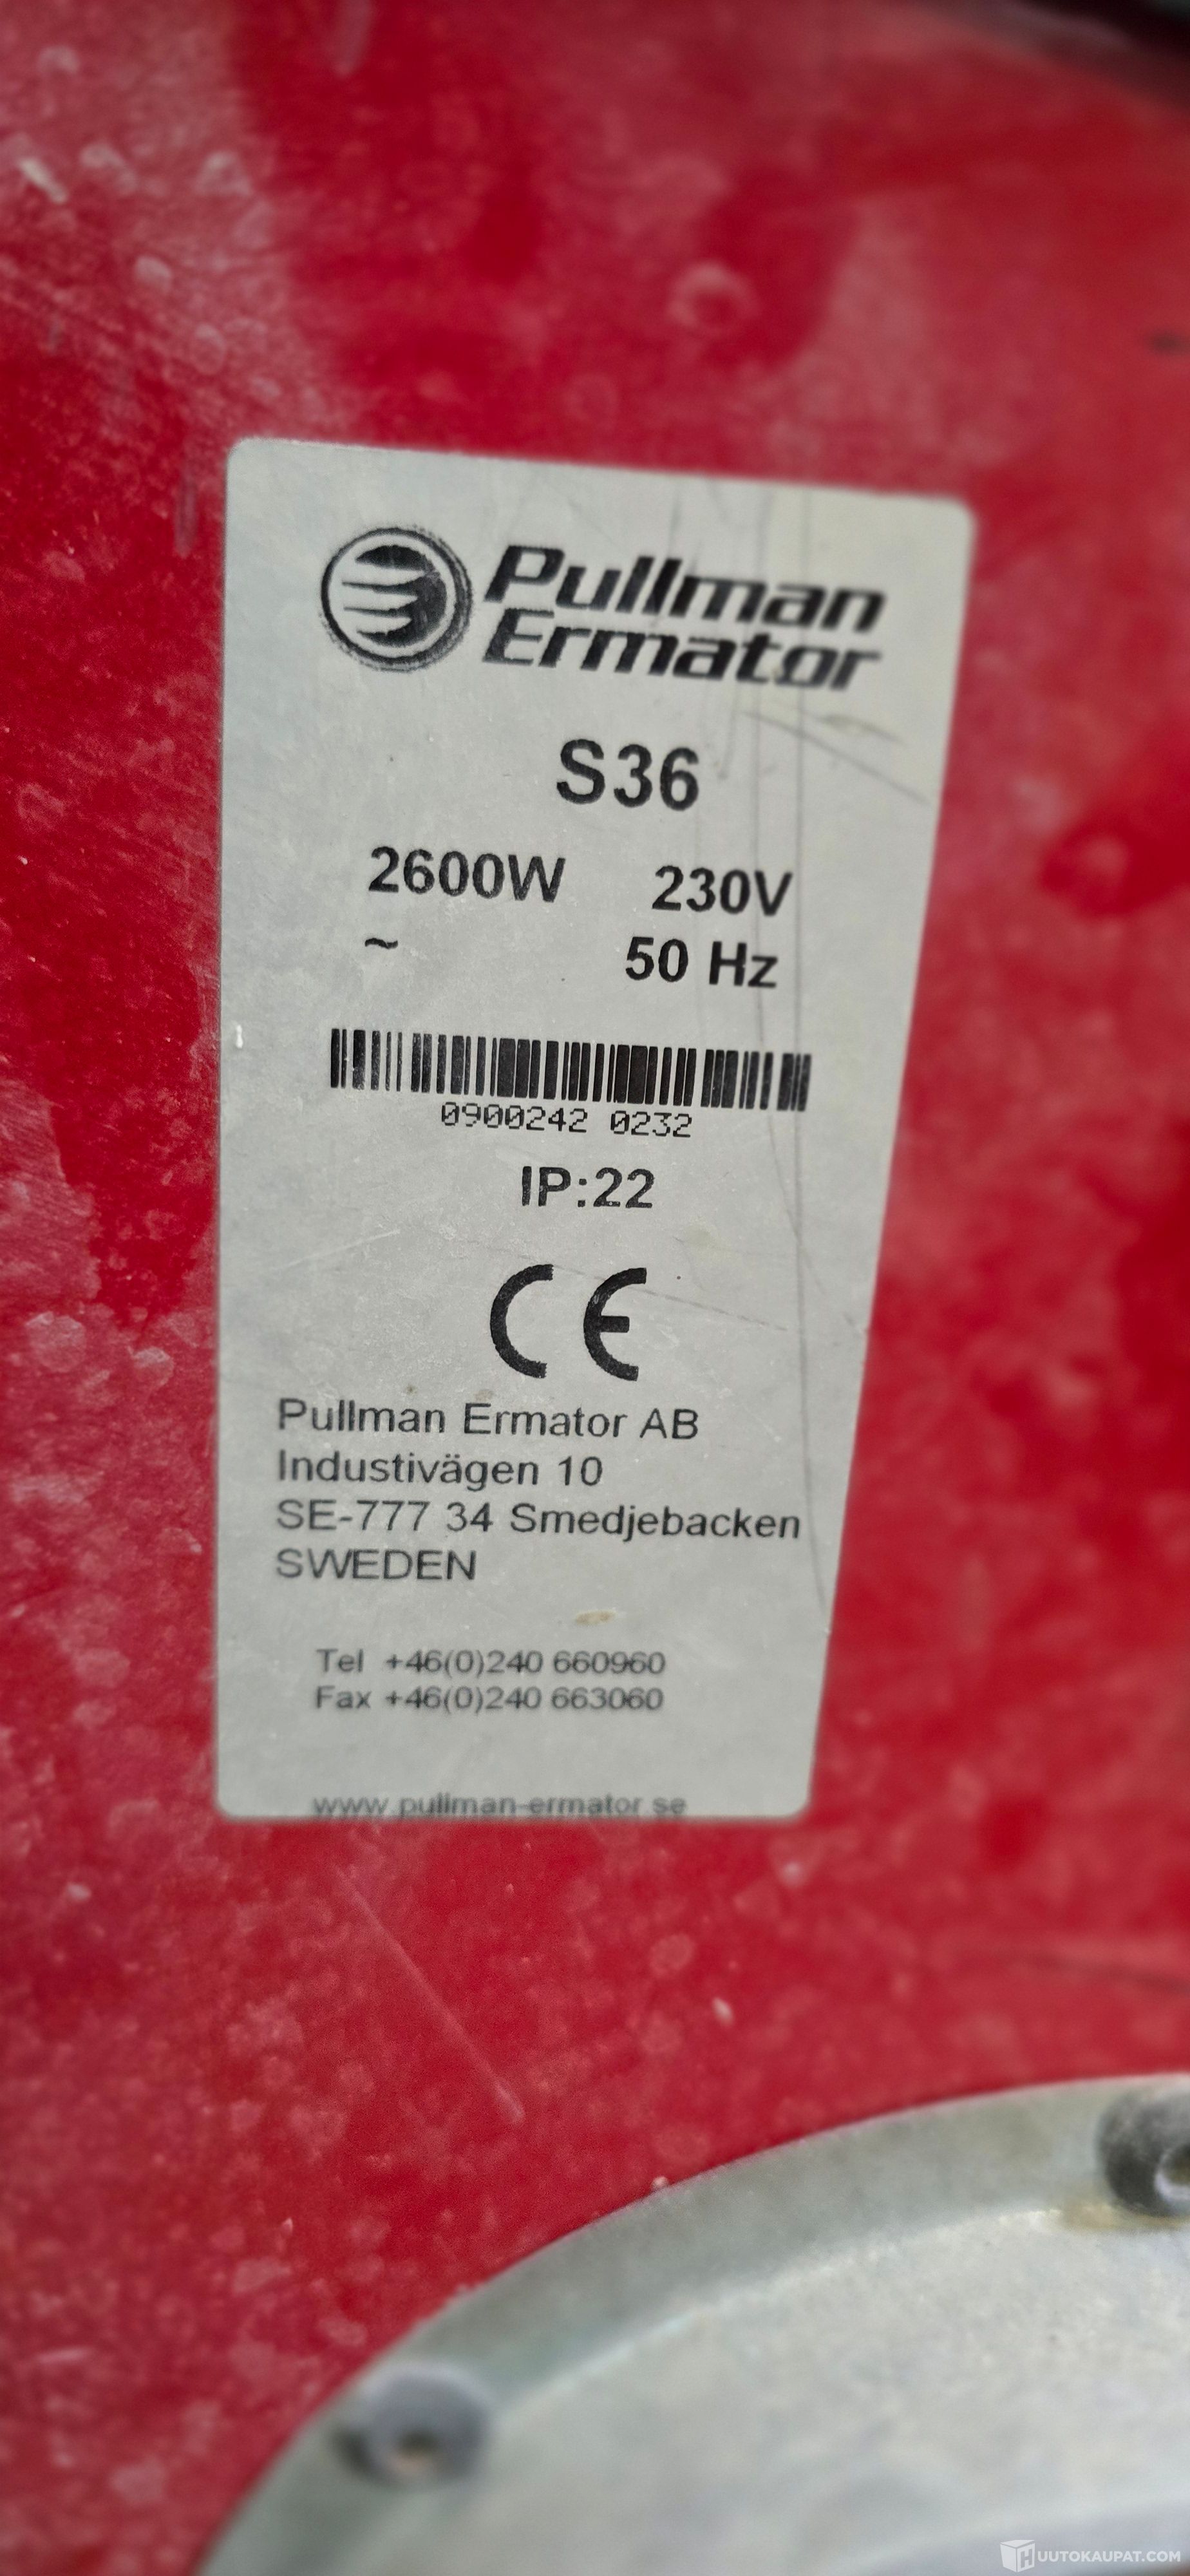 Pullman
Ermator
S36
2600W 230V
~ 50 Hz
0900242 0232
IP:22
CE
Pullman Ermator AB
Industivägen 10
SE-777 34 Smedjebacken
SWEDEN
Tel +46(0)240 660960
Fax +46(0)240 663060
www.pullman-ermator.se
HUUTOKAUPAT.COM